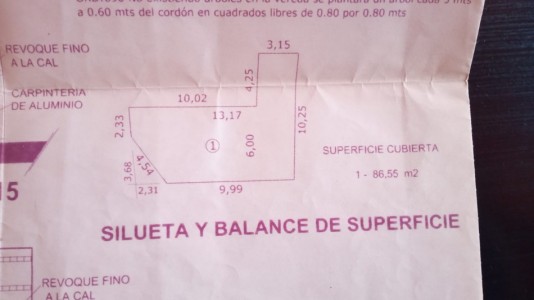 a 0.60 mts del cordón en cuadrados libres de 0.80 por 0.80 mts
REVOQUE FINO
A LA CAL
CARPINTERÍA
DE ALUMINIO
3,15
4,25
10,02
13,17
10,25
2,33
1
6,00
4,54
3,66
2,31
9,99
SUPERFICIE CUBIERTA
1 - 86,55 m2
15
SILUETA Y BALANCE DE SUPERFICIE
REVOQUE FINO
A LA CAL